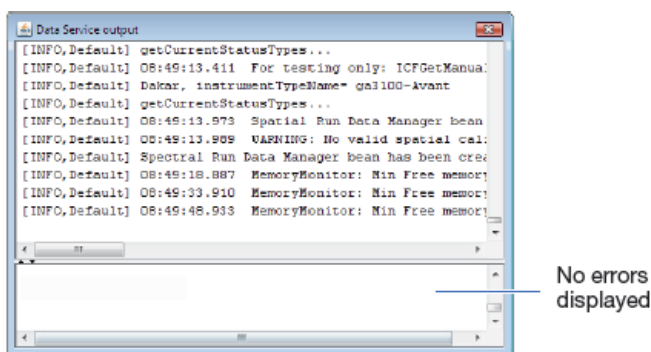 Data Service output
[INFO,Default] getCurrentStatusTypes...
[INFO,Default] 08:49:13.411 For testing only: ICFGetManual
[INFO,Default] Dakar, instrumentTypeName= ga3100-Avant
[INFO,Default] getCurrentStatusTypes...
[INFO,Default] 08:49:13.973 Spatial Run Data Manager bean
[INFO,Default] 08:49:13.989 WARNING: No valid spatial cali
[INFO,Default] Spectral Run Data Manager bean has been crea
[INFO,Default] 08:49:18.887 MemoryMonitor: Min Free memory
[INFO,Default] 08:49:33.910 MemoryMonitor: Min Free memory
[INFO,Default] 08:49:48.933 MemoryMonitor: Min Free memory
No errors
displayed